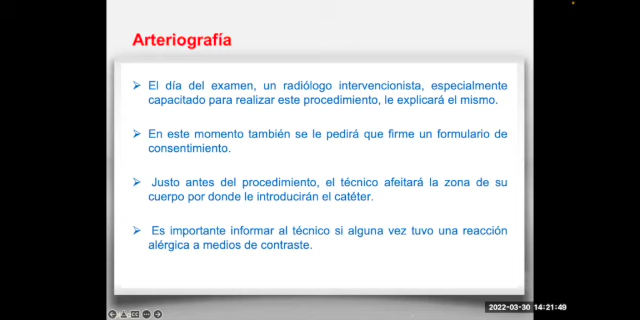 Arteriografía
➢ El día del examen, un radiólogo intervencionista, especialmente
capacitado para realizar este procedimiento, le explicará el mismo.
➢ En este momento también se le pedirá que firme un formulario de
consentimiento.
➢ Justo antes del procedimiento, el técnico afeitará la zona de su
cuerpo por donde le introducirán el catéter.
➢ Es importante informar al técnico si alguna vez tuvo una reacción
alérgica a medios de contraste.
2022-03-30 14:21:49